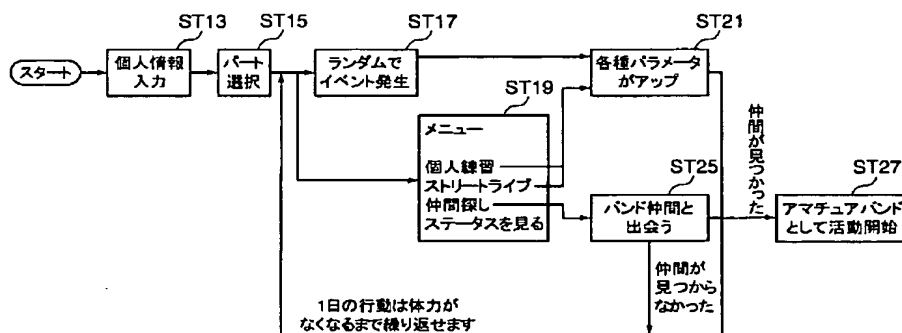 ST13
ST15
ST17
ST21
スタート
個人情報
入力
パート
選択
ランダムで
イベント発生
各種パラメータ
がアップ
ST19
メニュー
個人練習
ストリートライブ
仲間探し
ステータスを見る
ST25
バンド仲間と
出会う
仲間が見つかった
ST27
アマチュアバンド
として活動開始
仲間が
見つから
なかった
1日の行動は体力が
なくなるまで繰り返せます